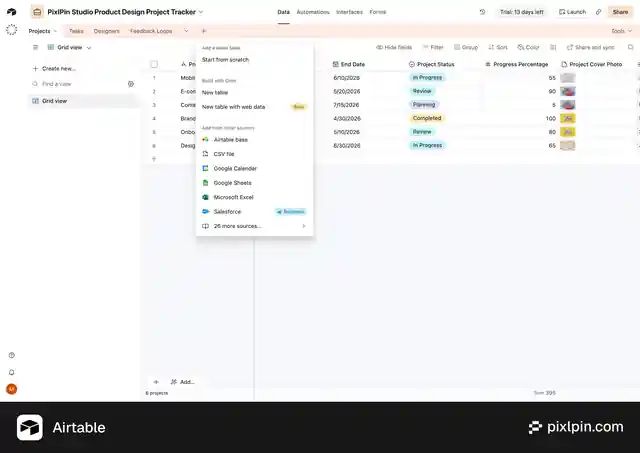 PixlPin Studio Product Design Project Tracker
Data
Automations
Interfaces
Forms
Trial: 13 days left
Launch
Share
Projects
Tasks
Designers
Feedback Loops
+
Tools
Grid view
Hide fields
Filter
Group
Sort
Color
Share and sync
Create new...
Find a view
Grid view
Start from scratch
Build with Omni
New table
New table with web data
Beta
Add from other sources
Airtable base
CSV file
Google Calendar
Google Sheets
Microsoft Excel
Salesforce
Business
26 more sources...
End Date
Project Status
Progress Percentage
Project Cover Photo
1 Mobil 6/10/2026 In Progress 55
2 E-com 5/20/2026 Review 90
3 Conte 7/15/2026 Planning 5
4 Brand 4/30/2026 Completed 100
5 Onbo 5/10/2026 Review 80
6 Desig 6/30/2026 In Progress 65
+
+ Add...
6 projects
Sum 395
Airtable
pixlpin.com